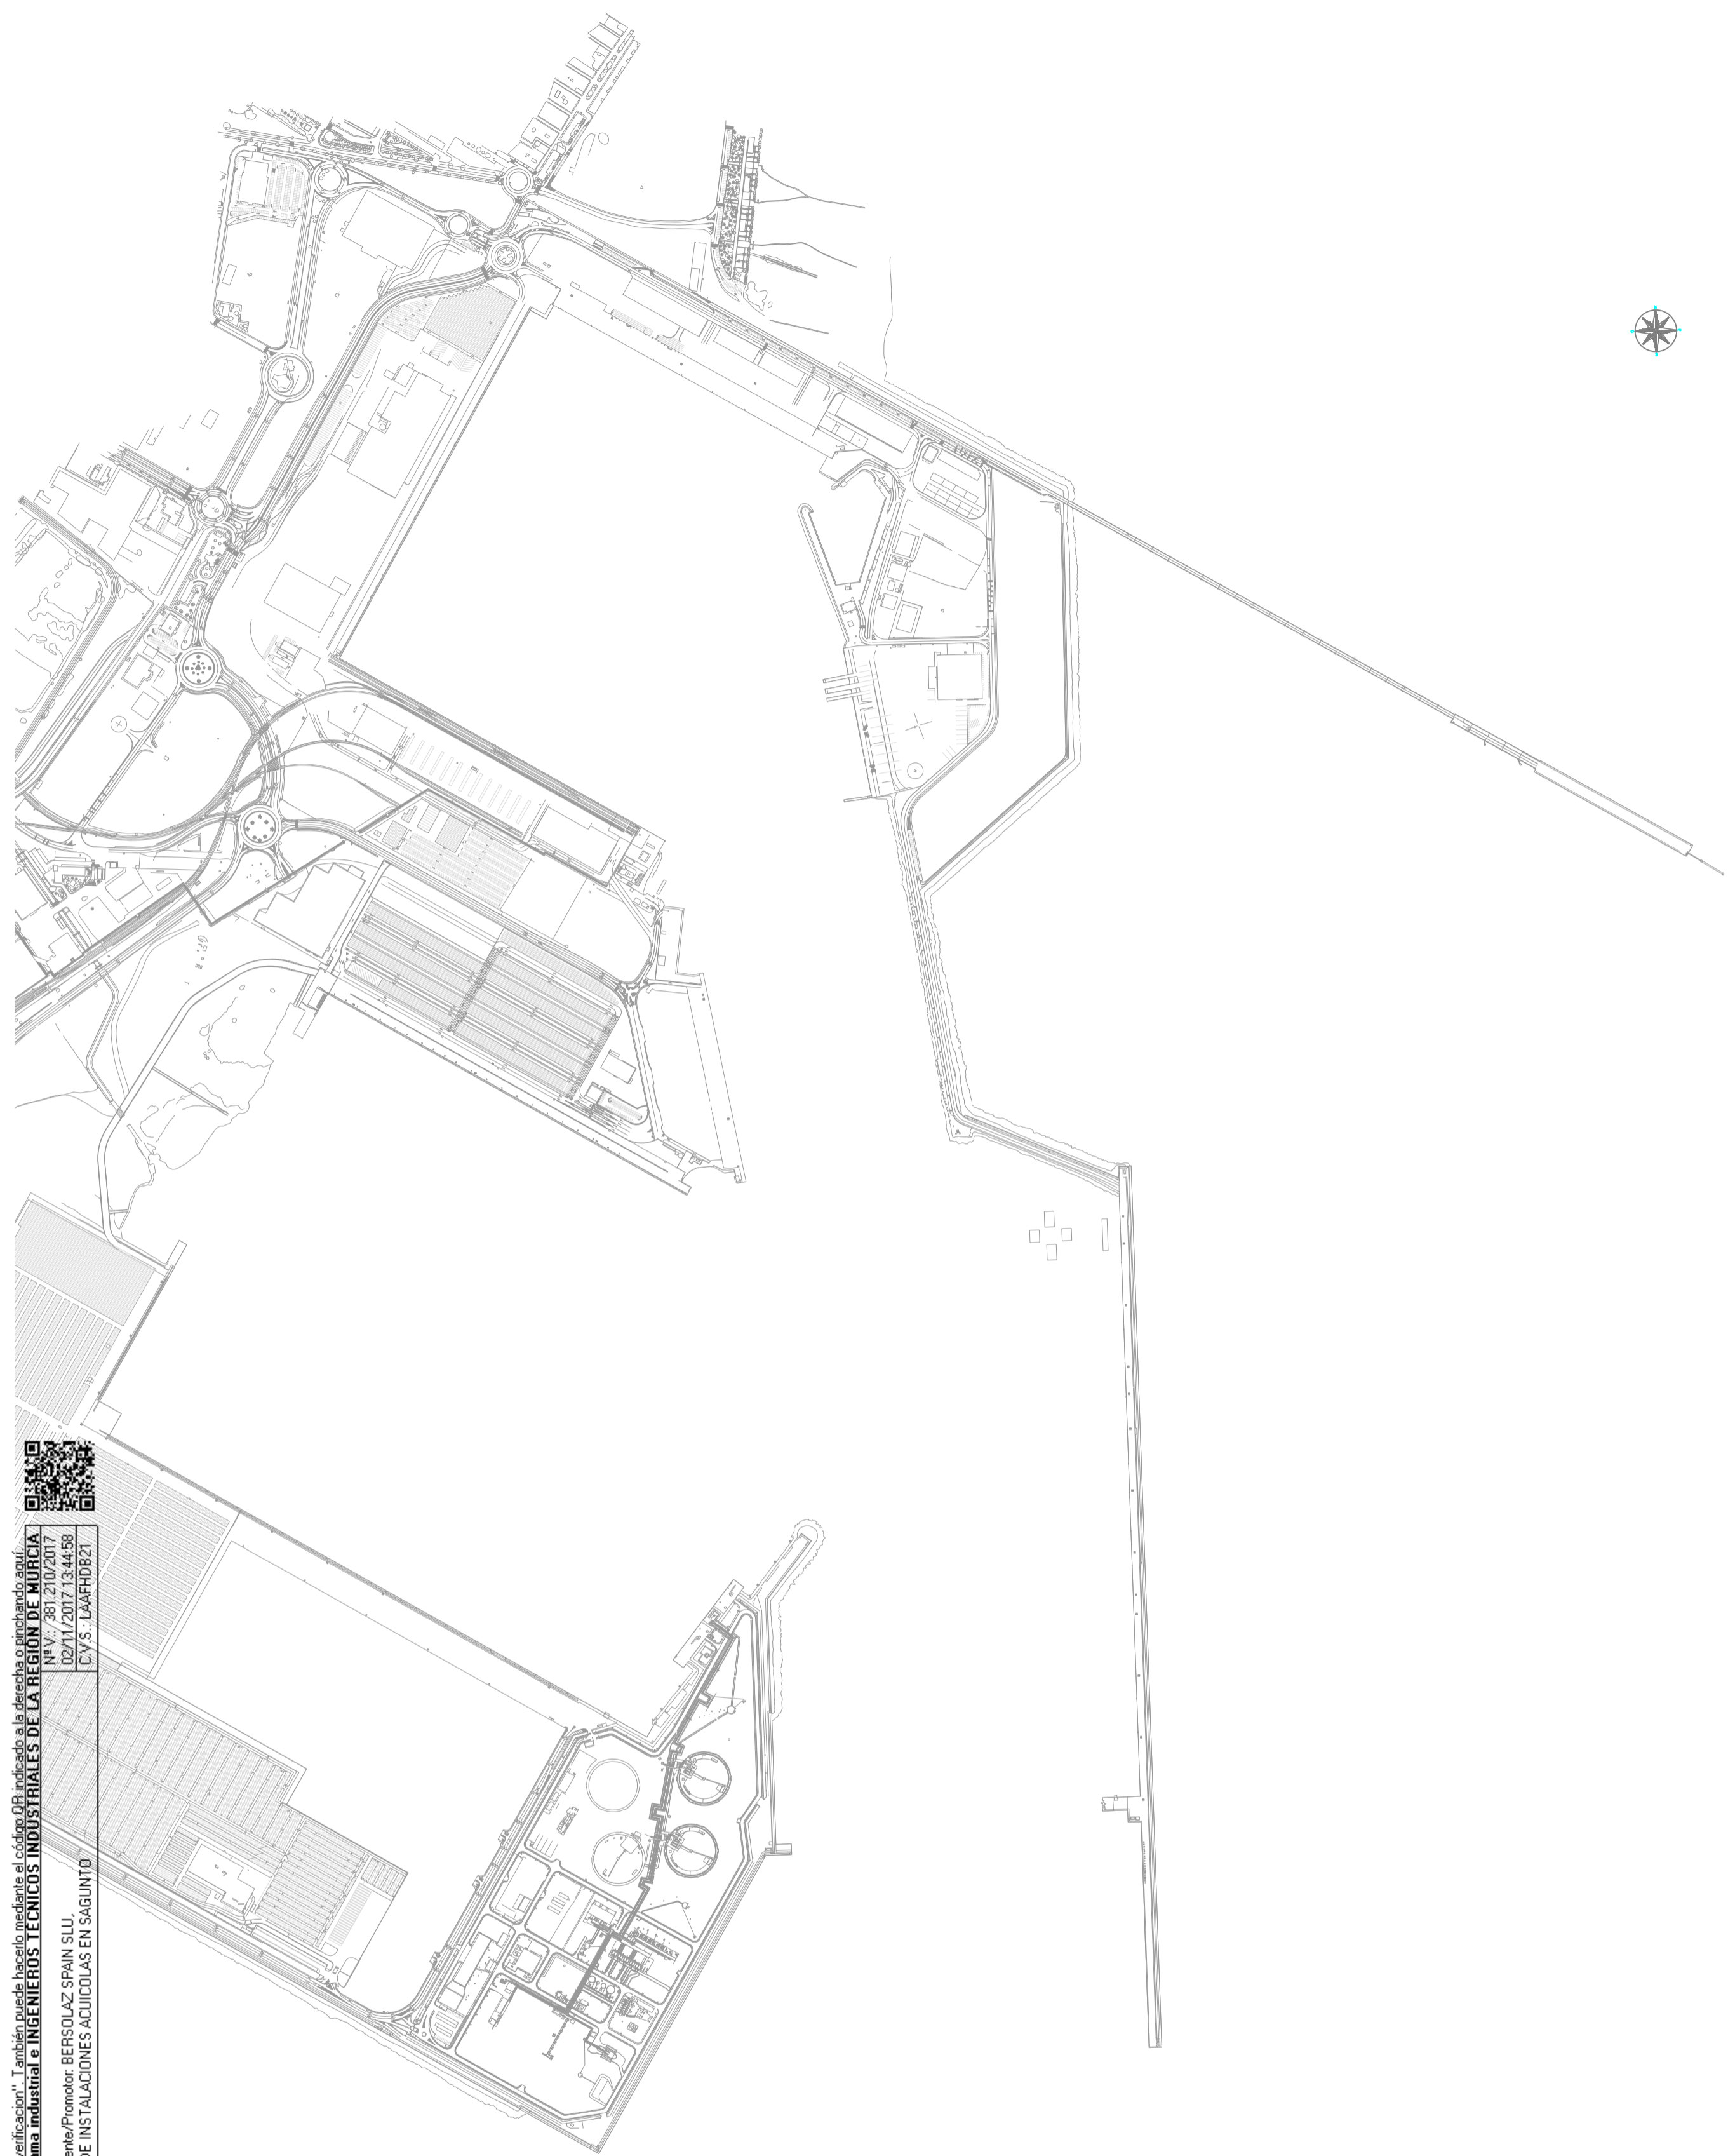 verificacion". También puede hacerlo mediante el código QR indicado a la derecha o pinchando aquí.
ama industrial e INGENIEROS TÉCNICOS INDUSTRIALES DE LA REGIÓN DE MURCIA
Nº.V.: 381.210/2017
02/11/2017 13:44:58
C.V.S.: LAAFHDB21
ente/Promotor: BERSOLAZ SPAIN SLU,
DE INSTALACIONES ACUICOLAS EN SAGUNTO